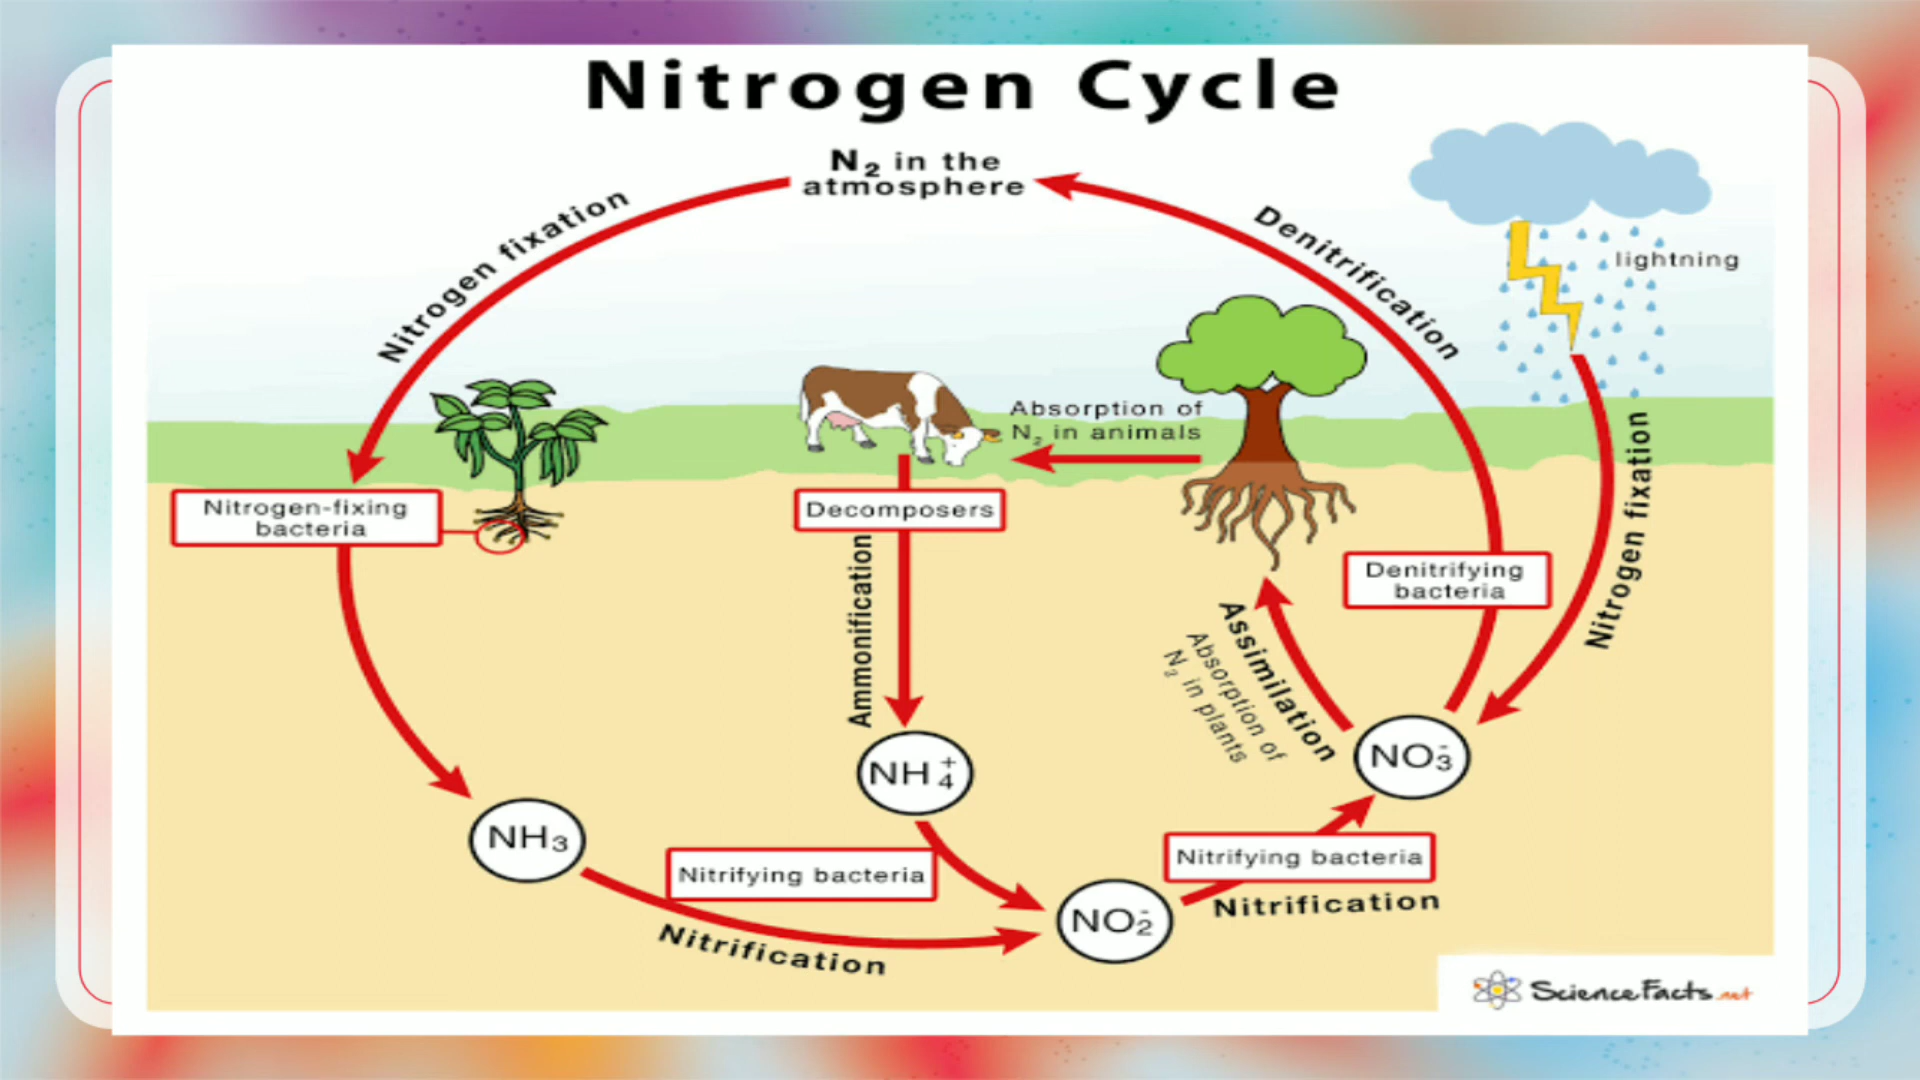 Nitrogen Cycle
N₂ in the
atmosphere
Nitrogen fixation
Denitrification
lightning
Absorption of
N₂ in animals
Nitrogen fixation
Nitrogen-fixing
bacteria
Decomposers
Denitrifying
bacteria
Ammonification
Assimilation
Absorption of
N₂ in plants
NO₃⁻
NH₄⁺
NH₃
Nitrifying bacteria
Nitrifying bacteria
NO₂⁻
Nitrification
Nitrification
ScienceFacts.net